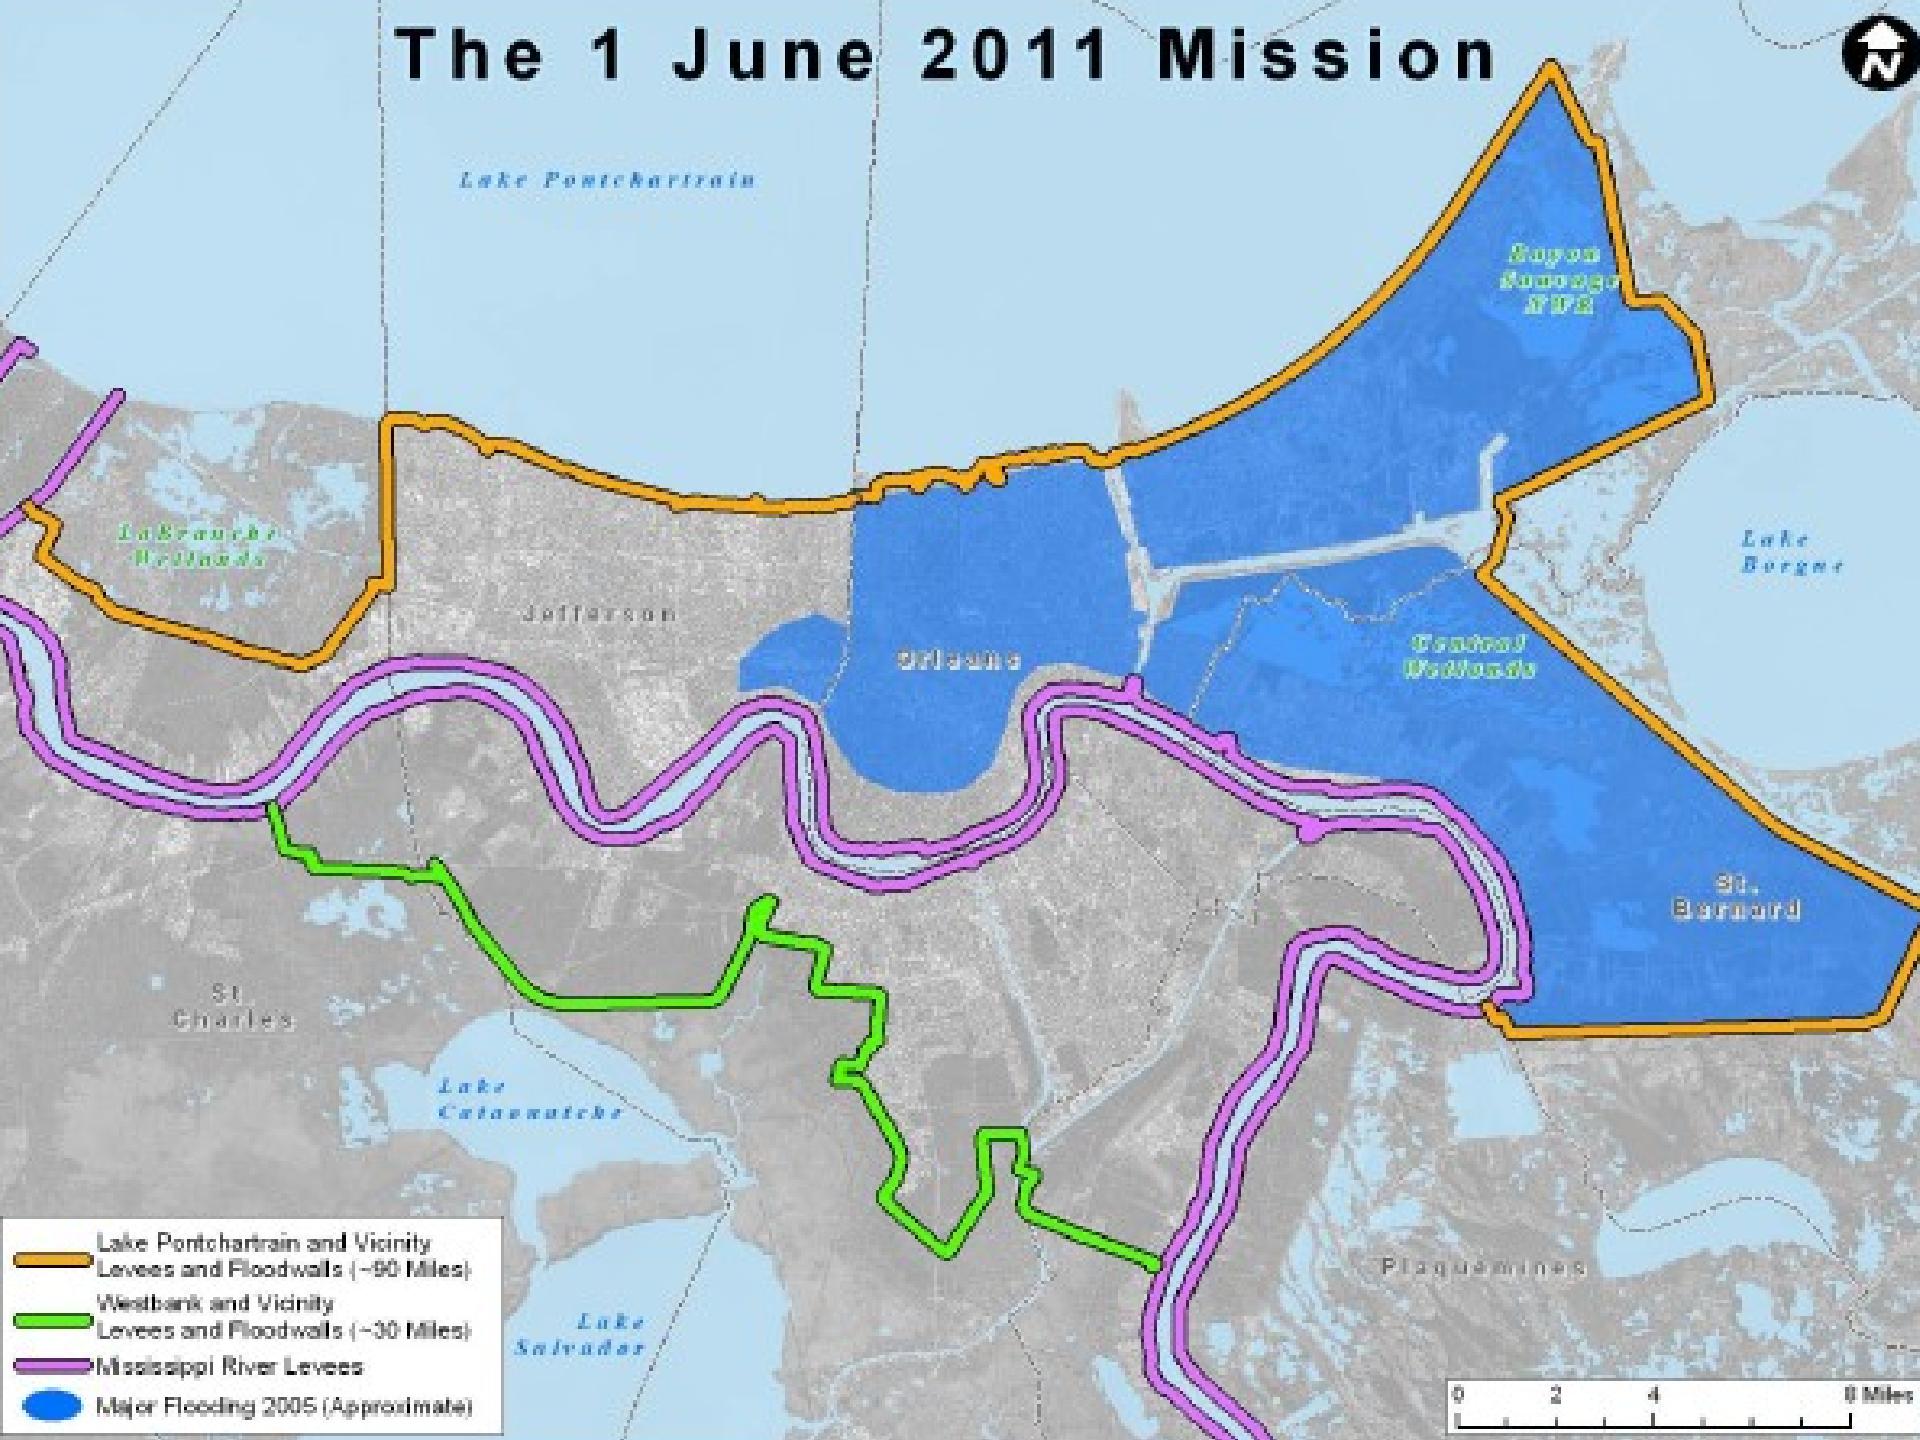 The 1 June 2011 Mission
N
Lake Pontchartrain
Bayou
Sauvage
NWR
LaBranche
Wetlands
Jefferson
Orleans
Lake
Borgne
Central
Wetlands
St.
Bernard
St.
Charles
Lake
Cataouatche
Lake
Salvador
Plaquemines
Lake Pontchartrain and Vicinity
Levees and Floodwalls (~90 Miles)
Westbank and Vicinity
Levees and Floodwalls (~30 Miles)
Mississippi River Levees
Major Flooding 2005 (Approximate)
0 2 4 8 Miles